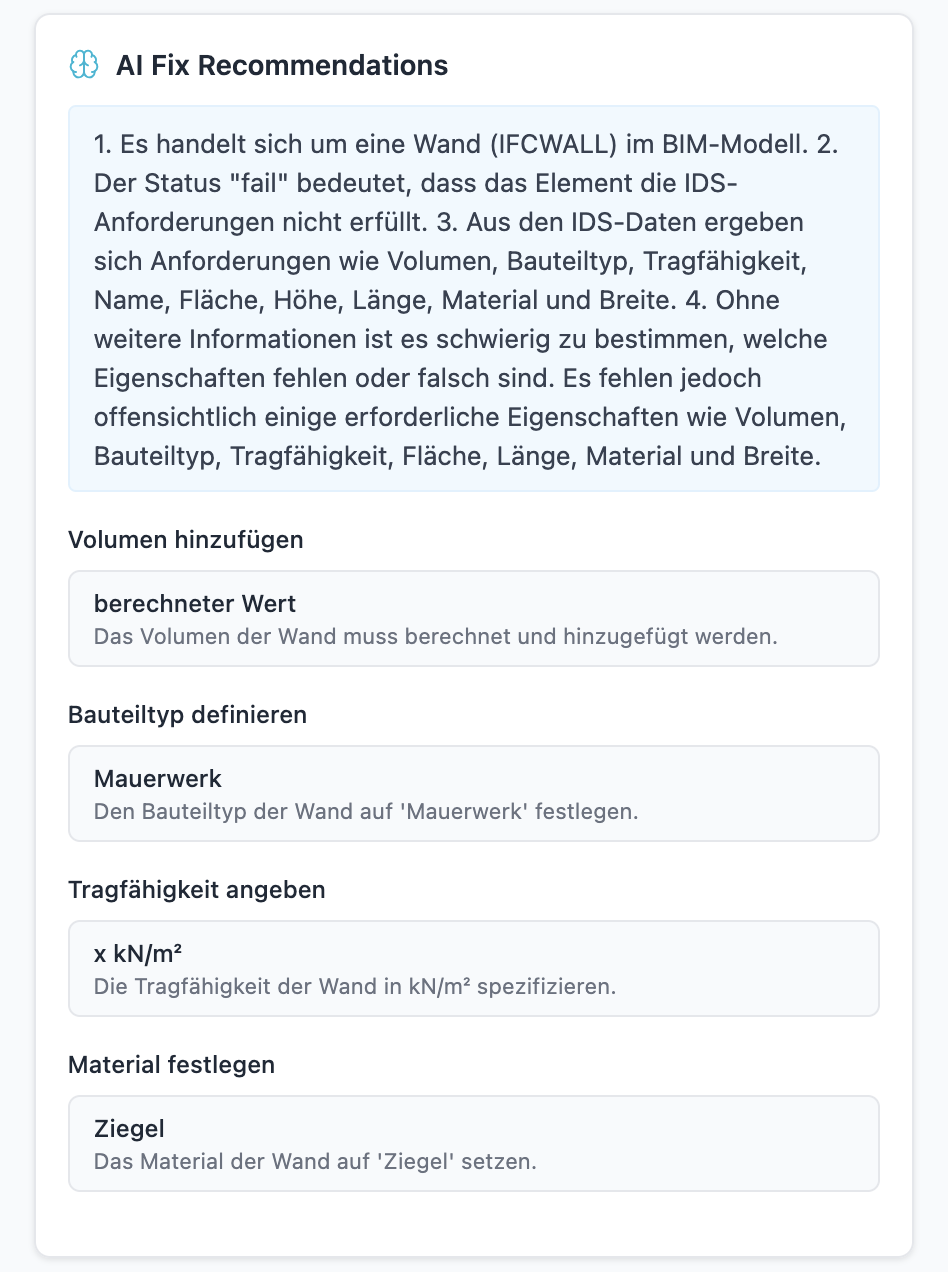 AI Fix Recommendations
1. Es handelt sich um eine Wand (IFCWALL) im BIM-Modell. 2.
Der Status "fail" bedeutet, dass das Element die IDS-
Anforderungen nicht erfüllt. 3. Aus den IDS-Daten ergeben
sich Anforderungen wie Volumen, Bauteiltyp, Tragfähigkeit,
Name, Fläche, Höhe, Länge, Material und Breite. 4. Ohne
weitere Informationen ist es schwierig zu bestimmen, welche
Eigenschaften fehlen oder falsch sind. Es fehlen jedoch
offensichtlich einige erforderliche Eigenschaften wie Volumen,
Bauteiltyp, Tragfähigkeit, Fläche, Länge, Material und Breite.
Volumen hinzufügen
berechneter Wert
Das Volumen der Wand muss berechnet und hinzugefügt werden.
Bauteiltyp definieren
Mauerwerk
Den Bauteiltyp der Wand auf 'Mauerwerk' festlegen.
Tragfähigkeit angeben
x kN/m²
Die Tragfähigkeit der Wand in kN/m² spezifizieren.
Material festlegen
Ziegel
Das Material der Wand auf 'Ziegel' setzen.